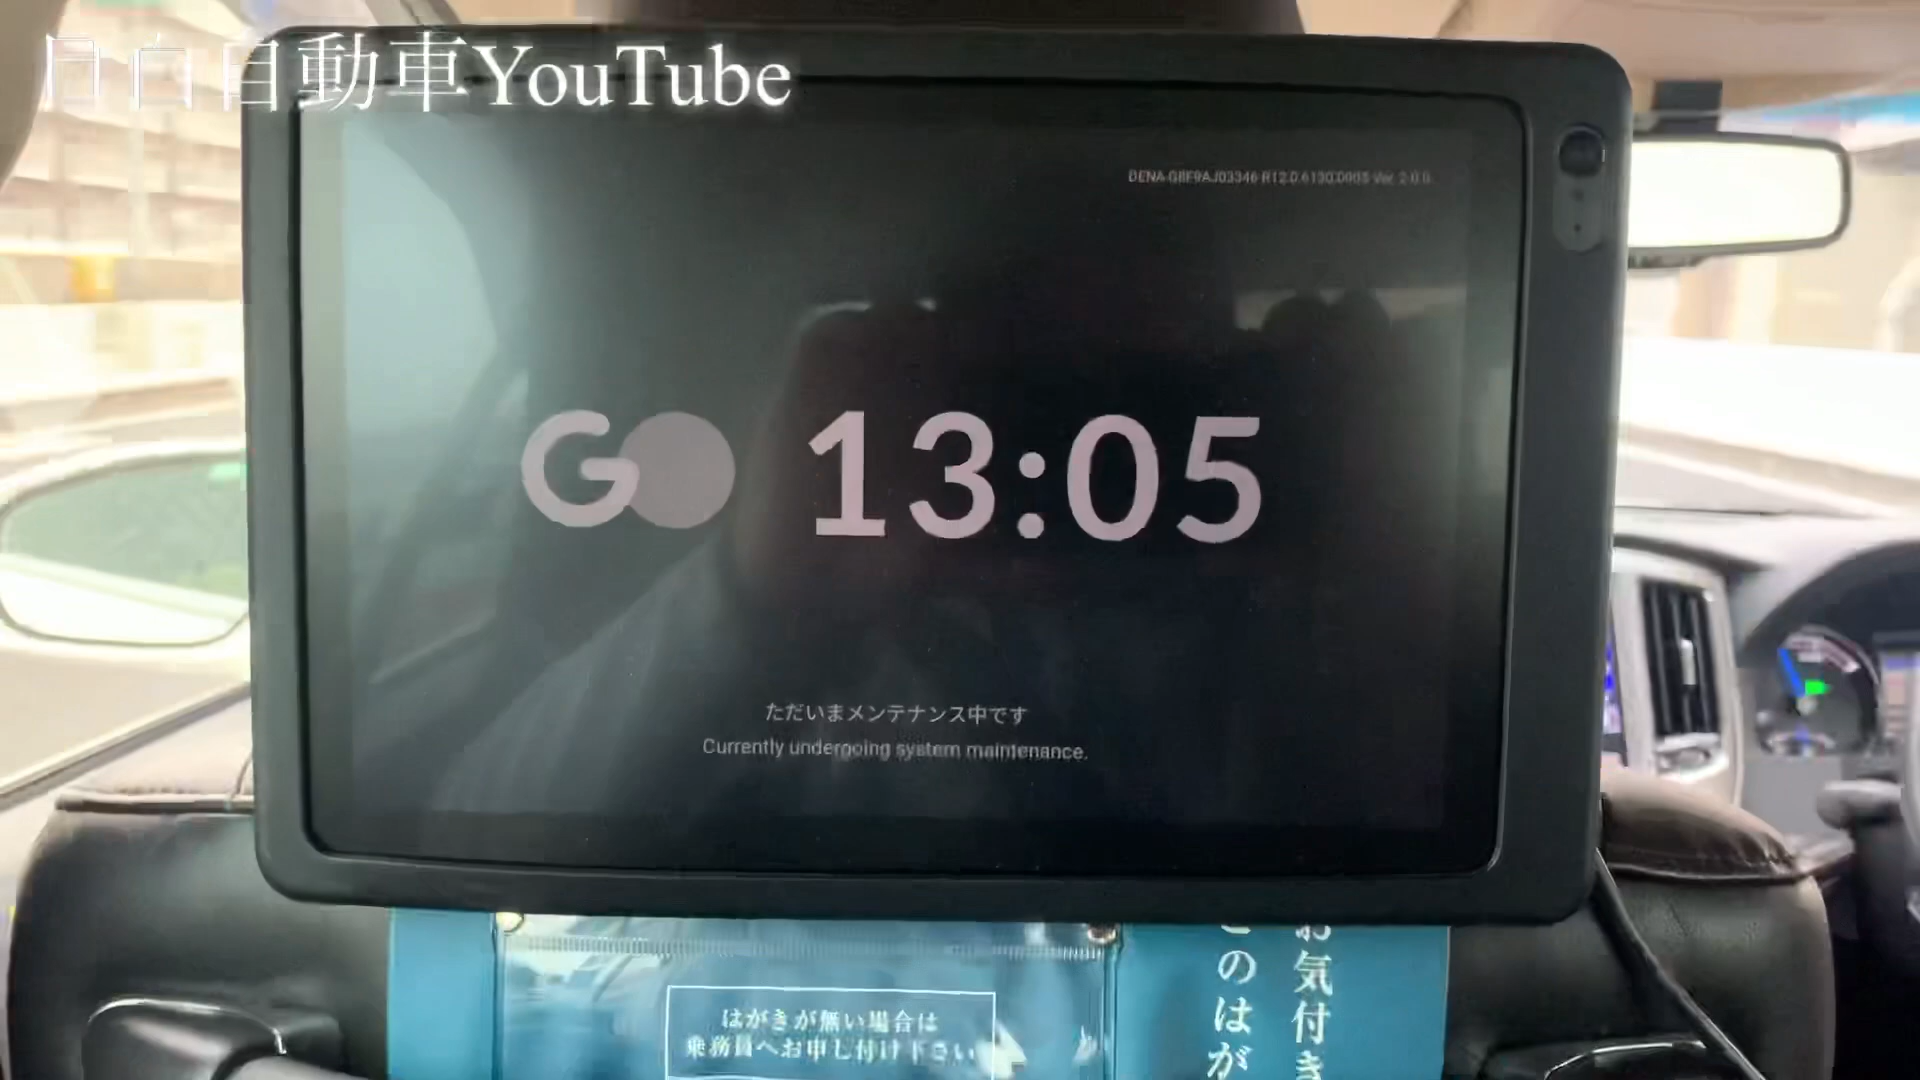 目白自動車YouTube
DENA-G8F9AJ03346-R12.0.6130.0005 Ver. 2.0.0
GO 13:05
ただいまメンテナンス中です
Currently undergoing system maintenance.
はがきが無い場合は
乗務員へお申し付け下さい
お気付き
このはが